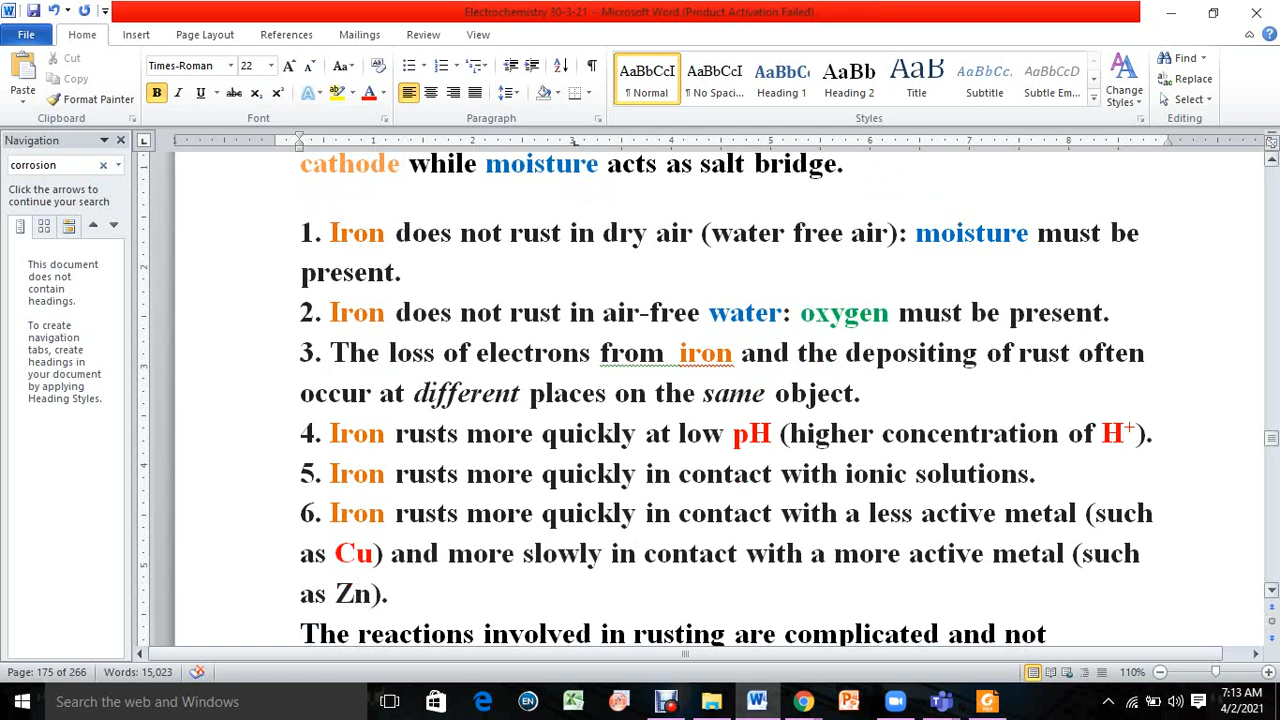 Electrochemistry 30-3-21 - Microsoft Word (Product Activation Failed)
File Home Insert Page Layout References Mailings Review View
Paste Cut Copy Format Painter
Times-Roman 22
AaBbCcI AaBbCcI AaBbCc AaBb AaB AaBbCcI AaBbCcD
¶ Normal ¶ No Spaci... Heading 1 Heading 2 Title Subtitle Subtle Em...
Change Styles
Find
Replace
Select
Clipboard Font Paragraph Styles Editing
Navigation
corrosion
Click the arrows to
continue your search
This document
does not
contain
headings.
To create
navigation
tabs, create
headings in
your document
by applying
Heading Styles.
cathode while moisture acts as salt bridge.
1. Iron does not rust in dry air (water free air): moisture must be
present.
2. Iron does not rust in air-free water: oxygen must be present.
3. The loss of electrons from iron and the depositing of rust often
occur at different places on the same object.
4. Iron rusts more quickly at low pH (higher concentration of H⁺).
5. Iron rusts more quickly in contact with ionic solutions.
6. Iron rusts more quickly in contact with a less active metal (such
as Cu) and more slowly in contact with a more active metal (such
as Zn).
The reactions involved in rusting are complicated and not
Page: 175 of 266 Words: 15,023 110%
Search the web and Windows
7:13 AM
4/2/2021